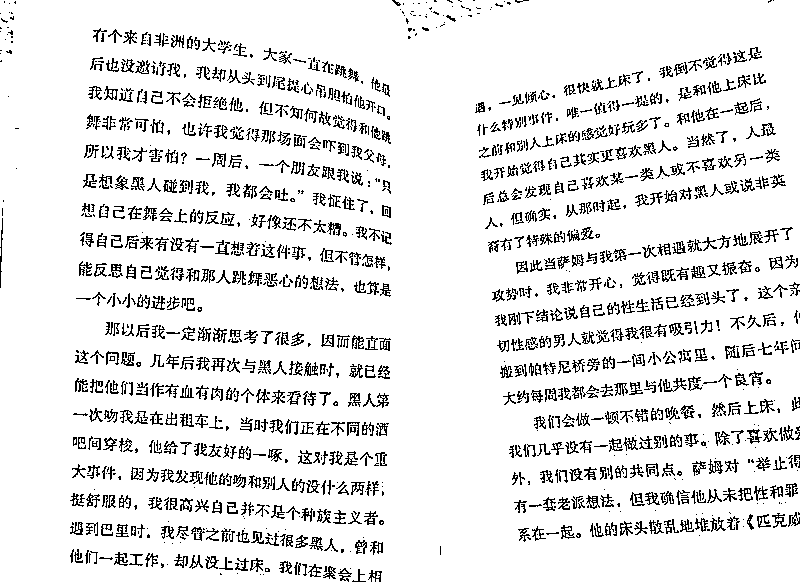 有个来自非洲的大学生，大家一直在跳舞，他最
后也没邀请我，我却从头到尾提心吊胆怕他开口。
我知道自己不会拒绝他，但不知何故觉得和他跳
舞非常可怕，也许我觉得那场面会吓到我父母，
所以我才害怕？一周后，一个朋友跟我说：“只
是想象黑人碰到我，我都会吐。”我怔住了，回
想自己在舞会上的反应，好像还不太糟。我不记
得自己后来有没有一直想着这件事，但不管怎样，
能反思自己觉得和那人跳舞恶心的想法，也算是
一个小小的进步吧。
那以后我一定渐渐思考了很多，因而能直面
这个问题。几年后我再次与黑人接触时，就已经
能把他们当作有血有肉的个体来看待了。黑人第
一次吻我是在出租车上，当时我们正在不同的酒
吧间穿梭，他给了我友好的一啄，这对我是个重
大事件，因为我发现他的吻和别人的没什么两样，
挺舒服的，我很高兴自己并不是个种族主义者。
遇到巴里时，我尽管之前也见过很多黑人，曾和
他们一起工作，却从没上过床。我们在聚会上相
遇，一见倾心，很快就上床了，我倒不觉得这是
什么特别事件，唯一值得一提的，是和他上床比
之前和别人上床的感觉好玩多了。和他在一起后，
我开始觉得自己其实更喜欢黑人。当然了，人最
后总会发现自己喜欢某一类人或不喜欢另一类
人，但确实，从那时起，我开始对黑人或说非英
裔有了特殊的偏爱。
因此当萨姆与我第一次相遇就大方地展开了
攻势时，我非常开心，觉得既有趣又振奋。因为
我刚下结论说自己的性生活已经到头了，这个亲
切性感的男人就觉得我很有吸引力！不久后，他
搬到帕特尼桥旁的一间小公寓里，随后七年间
大约每周我都会去那里与他共度一个良宵。
我们会做一顿不错的晚餐，然后上床，此
我们几乎没有一起做过别的事。除了喜欢做爱
外，我们没有别的共同点。萨姆对“举止得
有一套老派想法，但我确信他从未把性和罪
系在一起。他的床头散乱地堆放着《匹克威